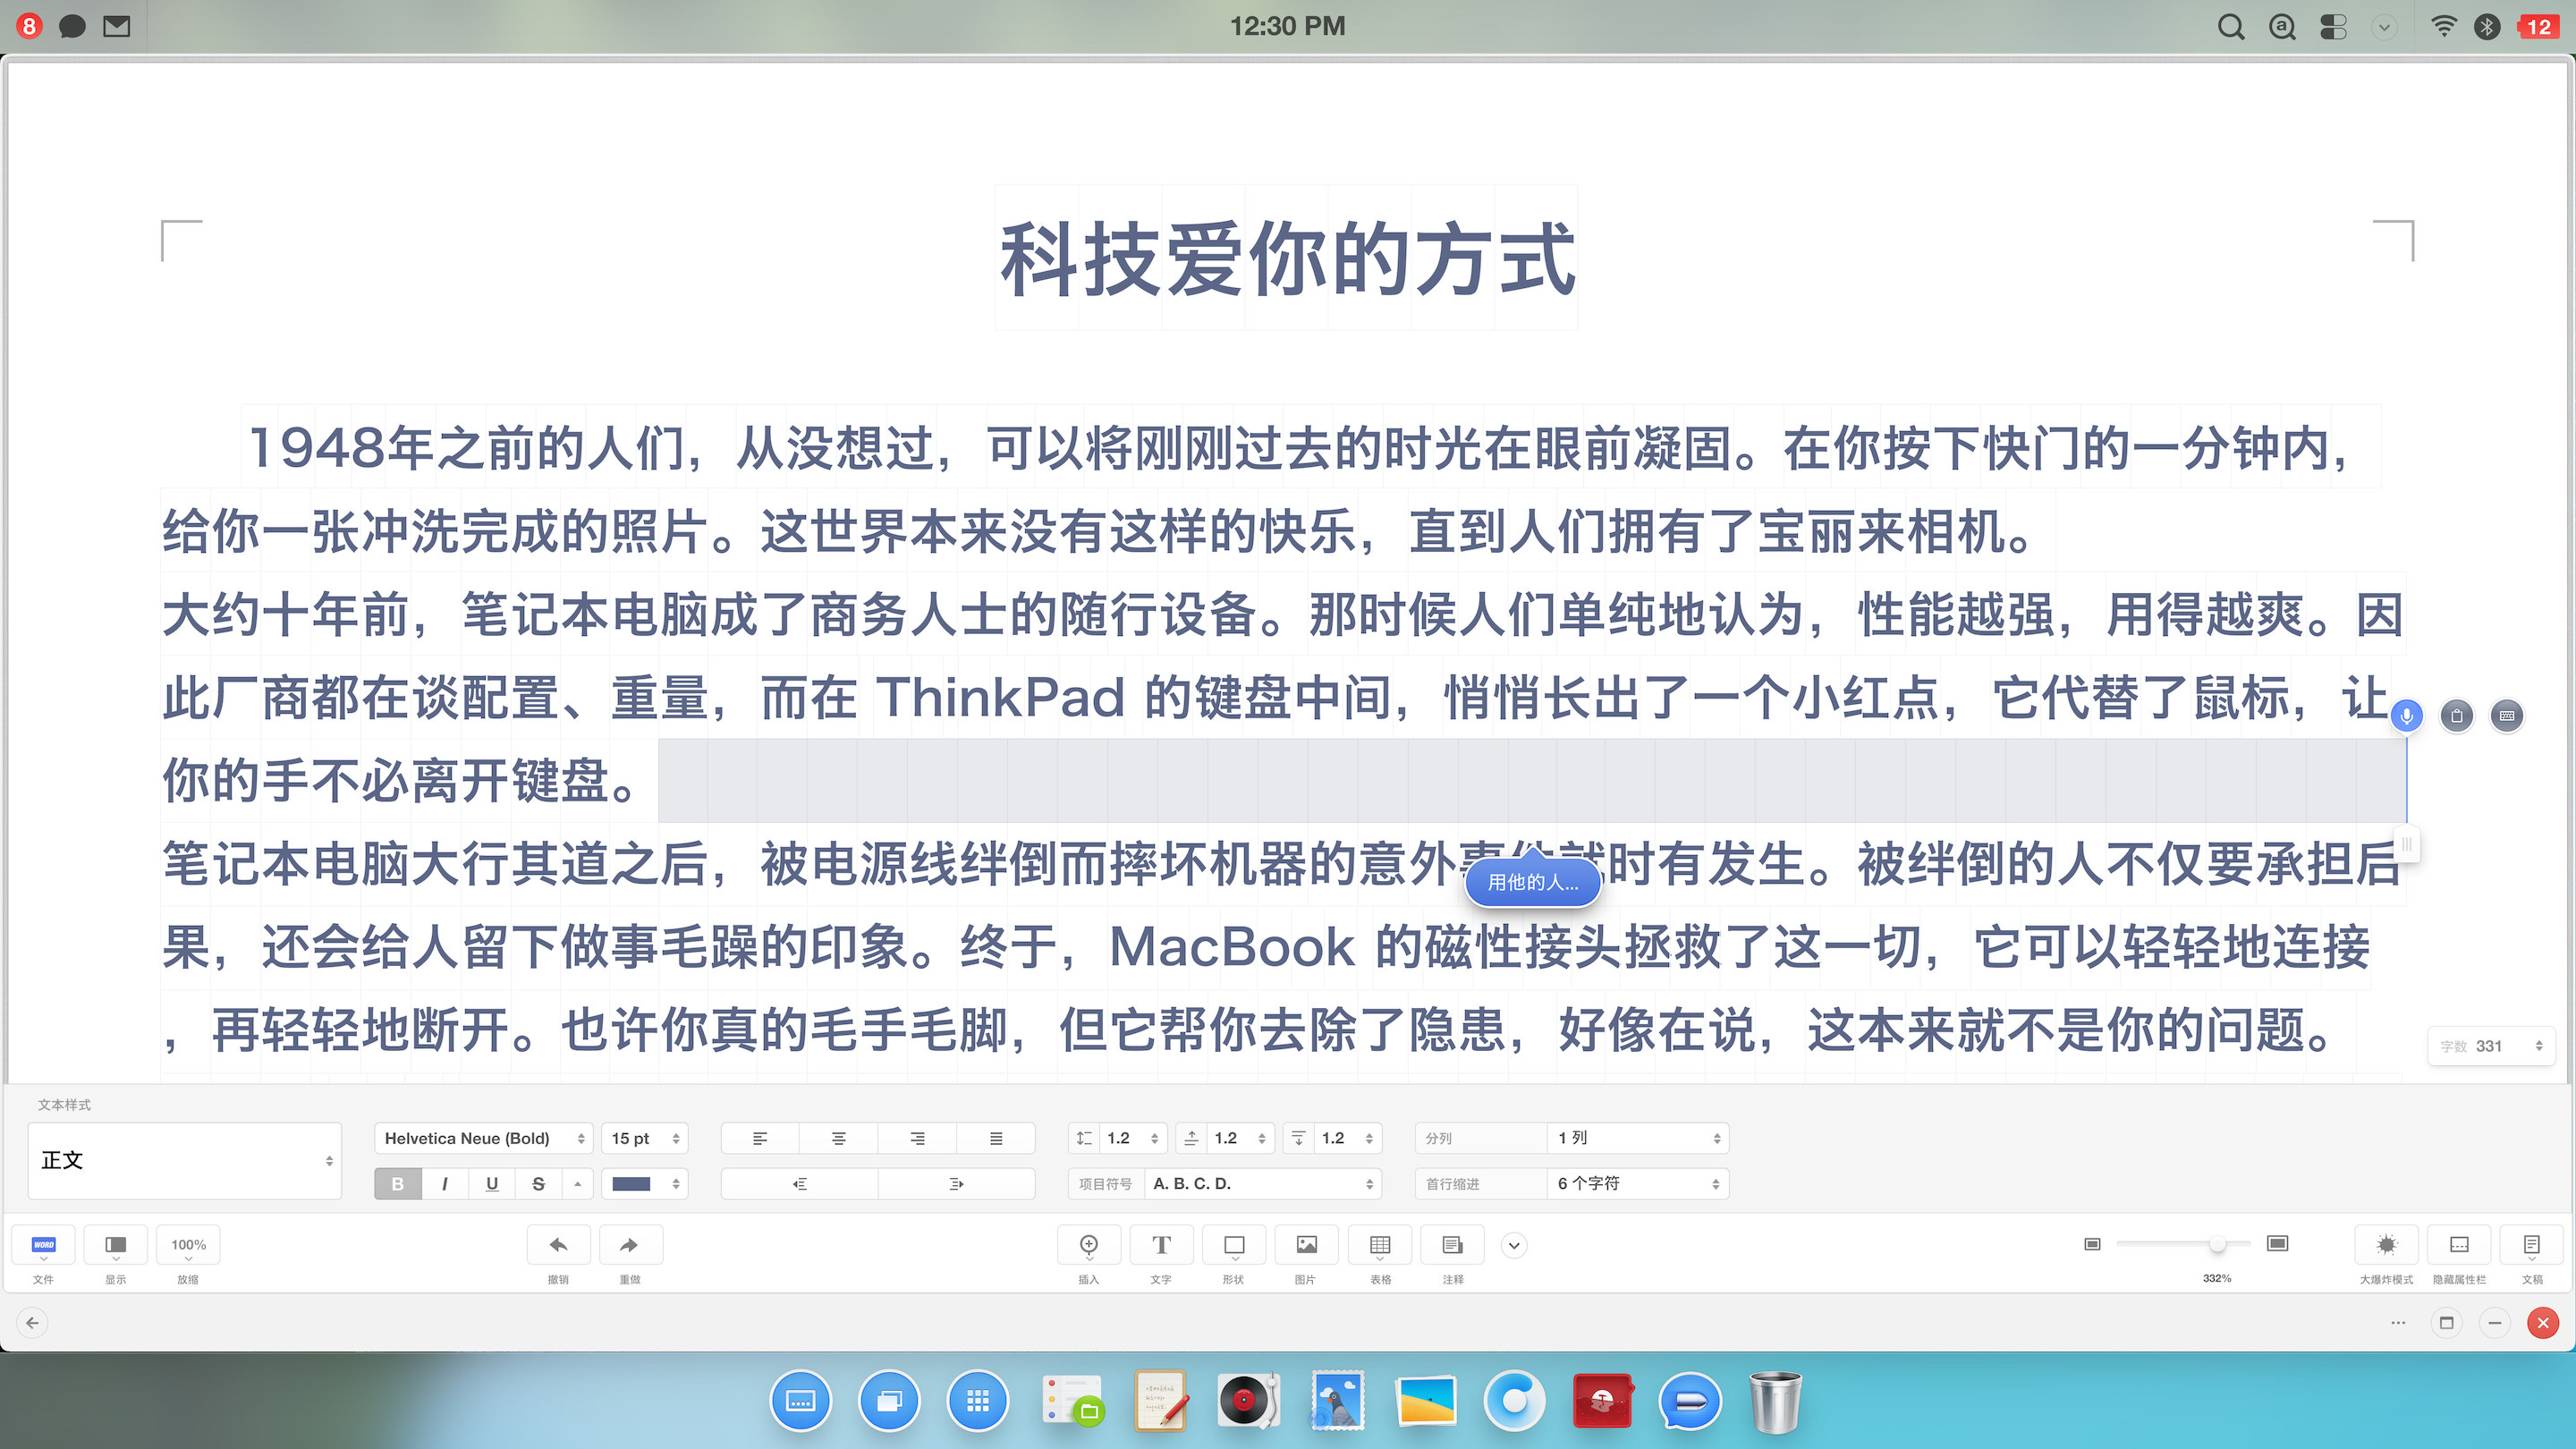 8
12:30 PM
12
科技爱你的方式
1948年之前的人们，从没想过，可以将刚刚过去的时光在眼前凝固。在你按下快门的一分钟内，
给你一张冲洗完成的照片。这世界本来没有这样的快乐，直到人们拥有了宝丽来相机。
大约十年前，笔记本电脑成了商务人士的随行设备。那时候人们单纯地认为，性能越强，用得越爽。因
此厂商都在谈配置、重量，而在 ThinkPad 的键盘中间，悄悄长出了一个小红点，它代替了鼠标，让
你的手不必离开键盘。
笔记本电脑大行其道之后，被电源线绊倒而摔坏机器的意外事件就时有发生。被绊倒的人不仅要承担后
用他的人...
果，还会给人留下做事毛躁的印象。终于，MacBook 的磁性接头拯救了这一切，它可以轻轻地连接
，再轻轻地断开。也许你真的毛手毛脚，但它帮你去除了隐患，好像在说，这本来就不是你的问题。
字数 331
文本样式
正文
Helvetica Neue (Bold) 15 pt 1.2 1.2 1.2 分列 1 列
B I U S 项目符号 A. B. C. D. 首行缩进 6 个字符
WORD 100% T
文件 显示 放缩 撤销 重做 插入 文字 形状 图片 表格 注释 332% 大爆炸模式 隐藏属性栏 文稿